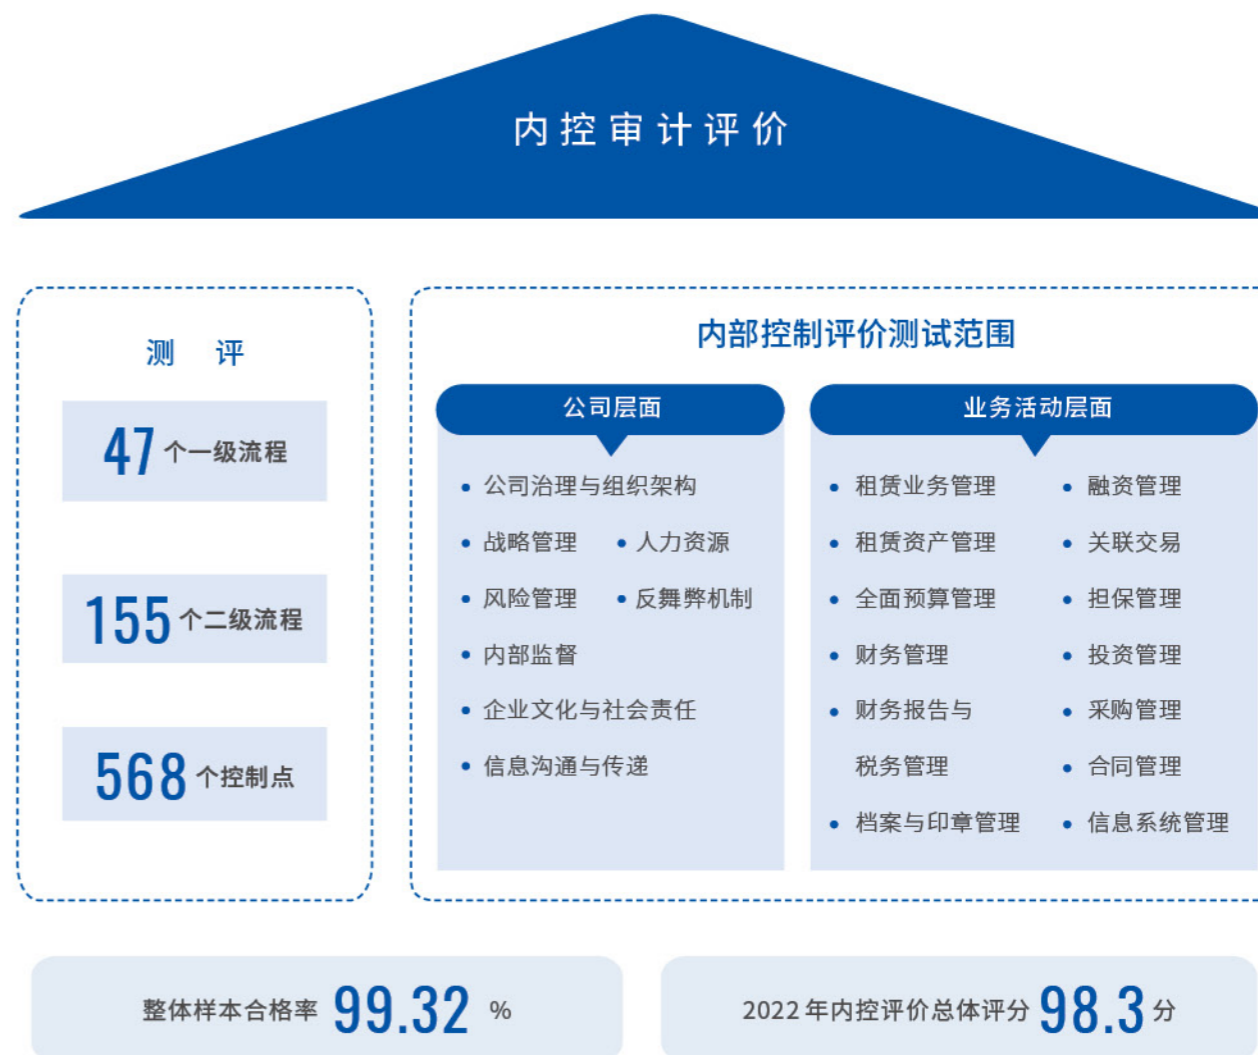 内控审计评价
测 评
47 个一级流程
155 个二级流程
568 个控制点
内部控制评价测试范围
公司层面
• 公司治理与组织架构
• 战略管理 • 人力资源
• 风险管理 • 反舞弊机制
• 内部监督
• 企业文化与社会责任
• 信息沟通与传递
业务活动层面
• 租赁业务管理 • 融资管理
• 租赁资产管理 • 关联交易
• 全面预算管理 • 担保管理
• 财务管理 • 投资管理
• 财务报告与 • 采购管理
税务管理 • 合同管理
• 档案与印章管理 • 信息系统管理
整体样本合格率 99.32 %
2022 年内控评价总体评分 98.3 分